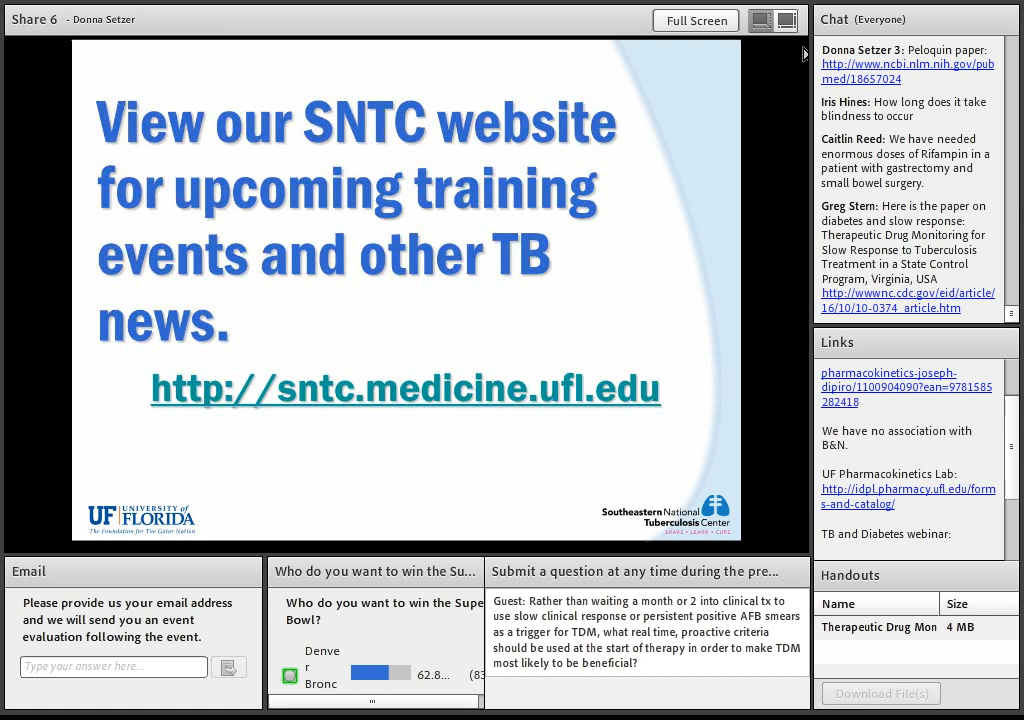 Share 6 - Donna Setzer
Full Screen
View our SNTC website
for upcoming training
events and other TB
news.
http://sntc.medicine.ufl.edu
UF UNIVERSITY of
FLORIDA
The Foundation for The Gator Nation
Southeastern National
Tuberculosis Center
SHARE • LEARN • CURE
Chat (Everyone)
Donna Setzer 3: Peloquin paper:
http://www.ncbi.nlm.nih.gov/pub
med/18657024
Iris Hines: How long does it take
blindness to occur
Caitlin Reed: We have needed
enormous doses of Rifampin in a
patient with gastrectomy and
small bowel surgery.
Greg Stern: Here is the paper on
diabetes and slow response:
Therapeutic Drug Monitoring for
Slow Response to Tuberculosis
Treatment in a State Control
Program, Virginia, USA
http://wwwnc.cdc.gov/eid/article/
16/10/10-0374_article.htm
Links
pharmacokinetics-joseph-
dipiro/1100904090?ean=9781585
282418
We have no association with
B&N.
UF Pharmacokinetics Lab:
http://idpl.pharmacy.ufl.edu/form
s-and-catalog/
TB and Diabetes webinar:
Handouts
Name Size
Therapeutic Drug Mon 4 MB
Download File(s)
Email
Please provide us your email address
and we will send you an event
evaluation following the event.
Type your answer here...
Who do you want to win the Su...
Who do you want to win the Supe
Bowl?
Denve
r
Bronc
62.8... (83
Submit a question at any time during the pre...
Guest: Rather than waiting a month or 2 into clinical tx to
use slow clinical response or persistent positive AFB smears
as a trigger for TDM, what real time, proactive criteria
should be used at the start of therapy in order to make TDM
most likely to be beneficial?